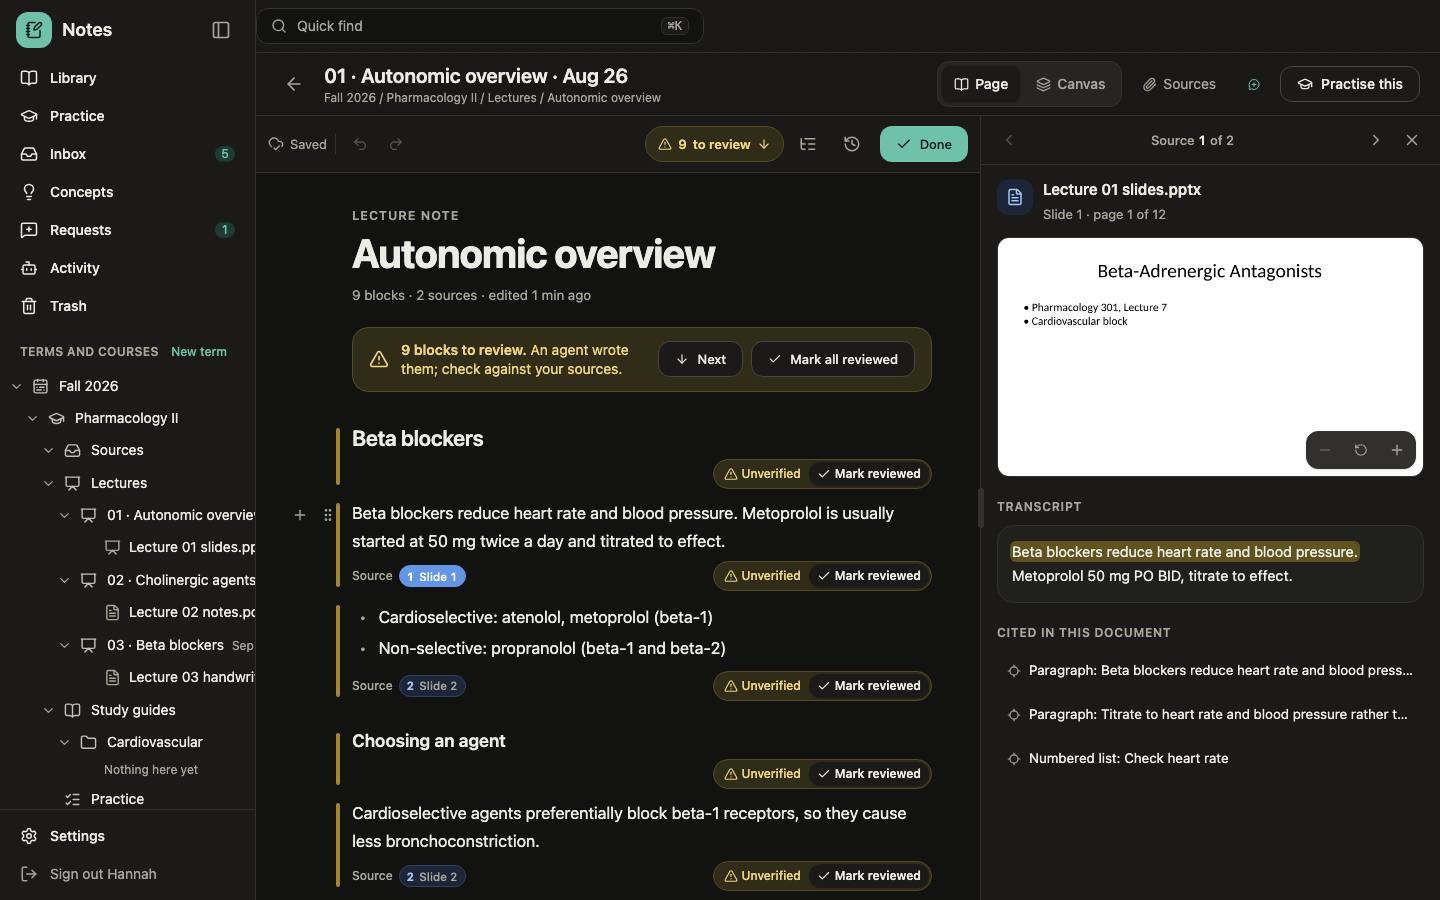 Notes
Quick find
⌘K
Library
Practice
Inbox 5
Concepts
Requests 1
Activity
Trash
TERMS AND COURSES New term
Fall 2026
Pharmacology II
Sources
Lectures
01 · Autonomic overview
Lecture 01 slides.pp
02 · Cholinergic agents
Lecture 02 notes.pd
03 · Beta blockers Sep
Lecture 03 handwri
Study guides
Cardiovascular
Nothing here yet
Practice
Settings
Sign out Hannah
01 · Autonomic overview · Aug 26
Fall 2026 / Pharmacology II / Lectures / Autonomic overview
Page
Canvas
Sources
Practise this
Saved
9 to review
Done
LECTURE NOTE
Autonomic overview
9 blocks · 2 sources · edited 1 min ago
9 blocks to review. An agent wrote
them; check against your sources.
Next
Mark all reviewed
Beta blockers
Unverified Mark reviewed
Beta blockers reduce heart rate and blood pressure. Metoprolol is usually
started at 50 mg twice a day and titrated to effect.
Source 1 Slide 1 Unverified Mark reviewed
• Cardioselective: atenolol, metoprolol (beta-1)
• Non-selective: propranolol (beta-1 and beta-2)
Source 2 Slide 2 Unverified Mark reviewed
Choosing an agent
Unverified Mark reviewed
Cardioselective agents preferentially block beta-1 receptors, so they cause
less bronchoconstriction.
Source 2 Slide 2 Unverified Mark reviewed
Source 1 of 2
Lecture 01 slides.pptx
Slide 1 · page 1 of 12
Beta-Adrenergic Antagonists
• Pharmacology 301, Lecture 7
• Cardiovascular block
TRANSCRIPT
Beta blockers reduce heart rate and blood pressure.
Metoprolol 50 mg PO BID, titrate to effect.
CITED IN THIS DOCUMENT
Paragraph: Beta blockers reduce heart rate and blood press...
Paragraph: Titrate to heart rate and blood pressure rather t...
Numbered list: Check heart rate